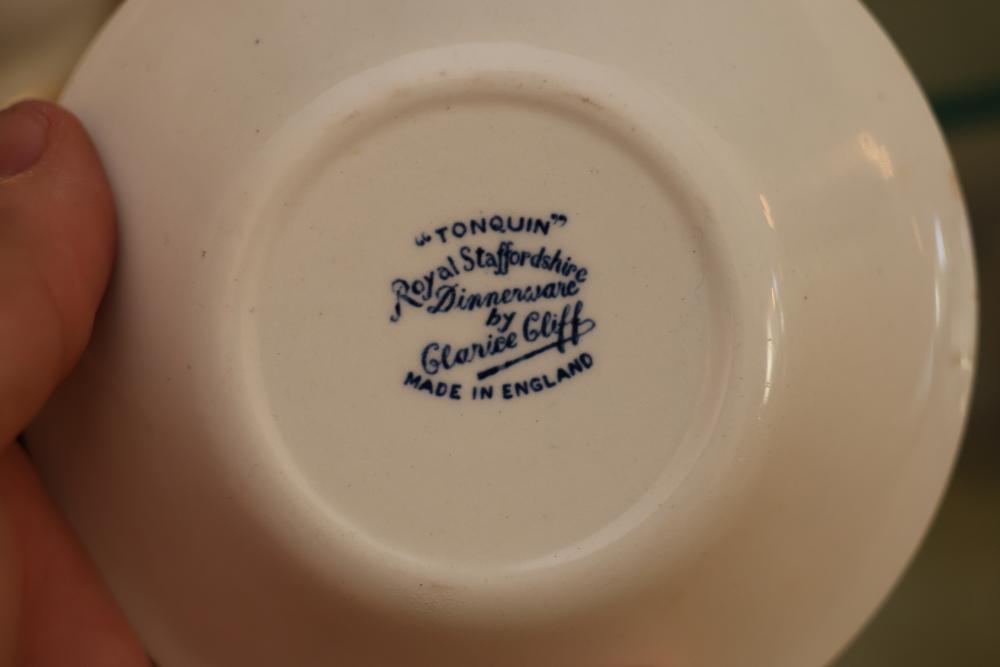 “TONQUIN”
Royal Staffordshire
Dinnerware
by
Clarice Cliff
MADE IN ENGLAND